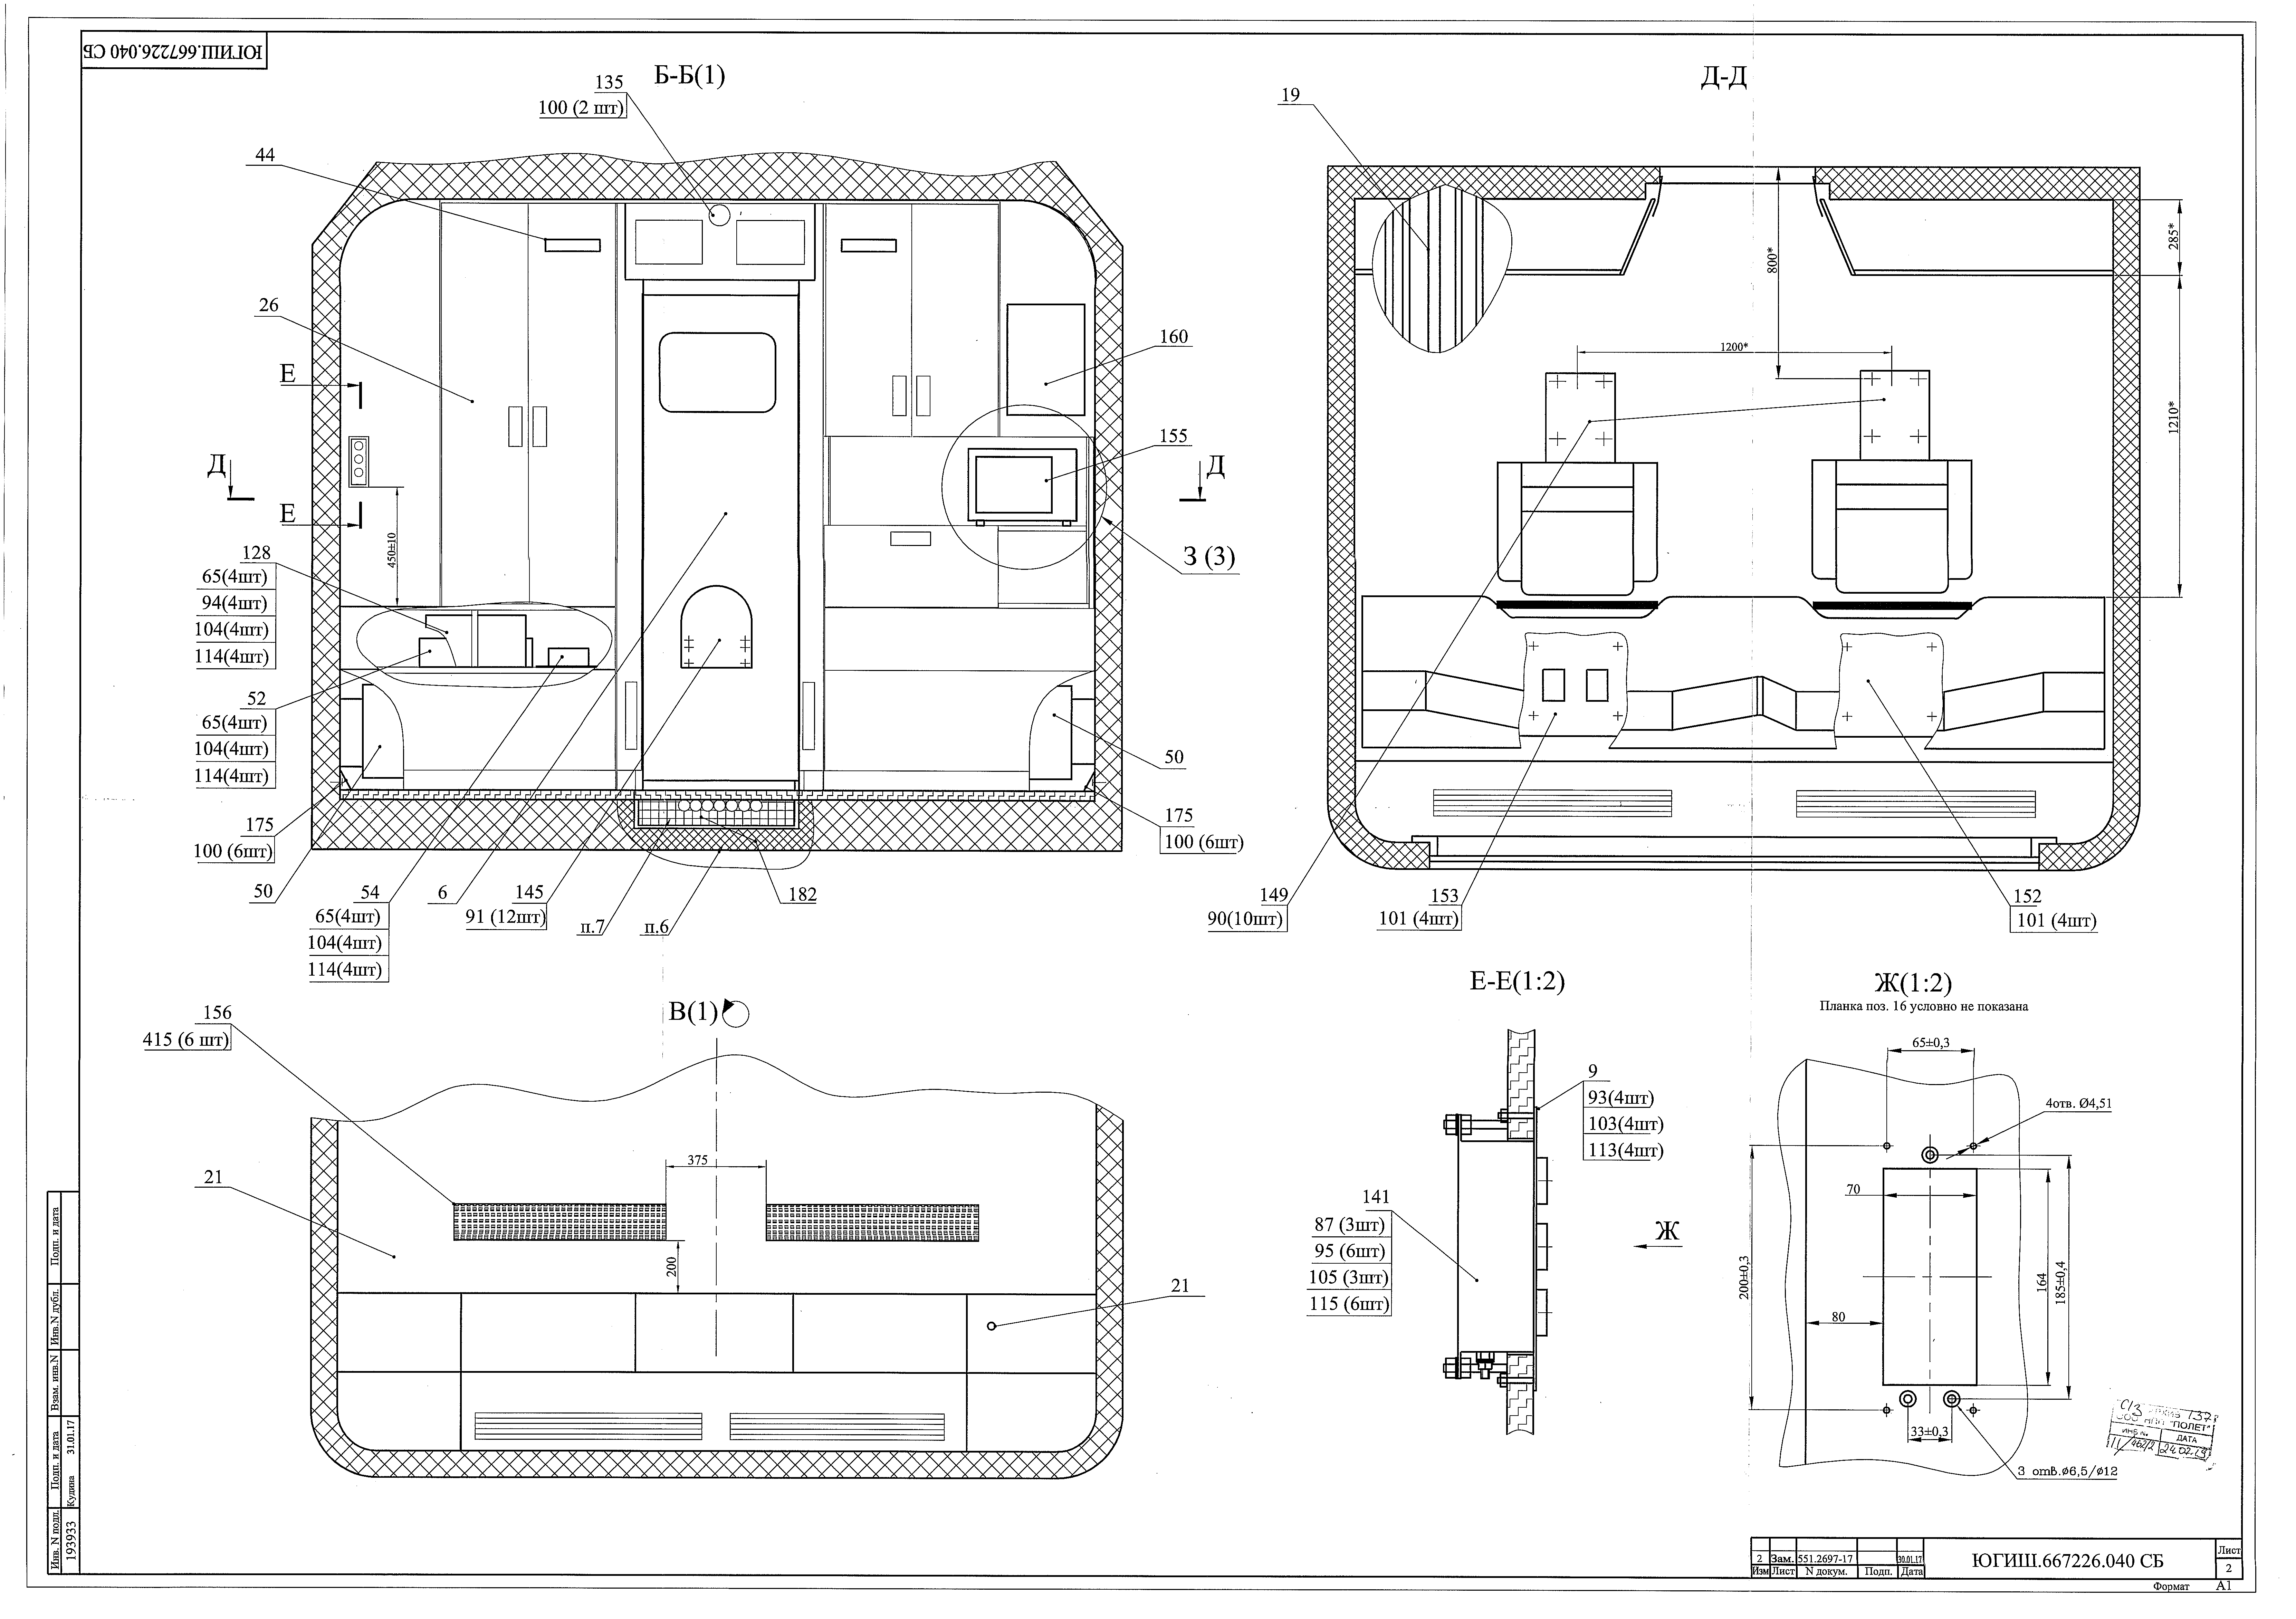 ЮГИШ.667226.040 СБ
Б-Б(1)
135
100 (2 шт)
44
26
Е
Д
Е
450±10
128
65(4шт)
94(4шт)
104(4шт)
114(4шт)
52
65(4шт)
104(4шт)
114(4шт)
175
100 (6шт)
50
54
65(4шт)
104(4шт)
114(4шт)
6
145
91 (12шт)
п.7
п.6
182
160
155
Д
З (3)
50
175
100 (6шт)
Д-Д
19
800*
285*
1200*
1210*
149
90(10шт)
153
101 (4шт)
152
101 (4шт)
В(1)
156
415 (6 шт)
21
375
200
21
Е-Е(1:2)
9
93(4шт)
103(4шт)
113(4шт)
141
87 (3шт)
95 (6шт)
105 (3шт)
115 (6шт)
Ж
Ж(1:2)
Планка поз. 16 условно не показана
65±0,3
4отв. Ø4,51
70
200±0,3
164
185±0,4
80
33±0,3
3 отв.ø6,5/ø12
"ПОЛЕТ"
ИНВ №
ДАТА
Инв. N подл.
Подп. и дата
Взам. инв.N
Инв.N дубл.
Подп. и дата
193933
Кудина 31.01.17
2 Зам. 551.2697-17 30.01.17
Изм Лист N докум. Подп. Дата
ЮГИШ.667226.040 СБ
Лист
2
Формат А1